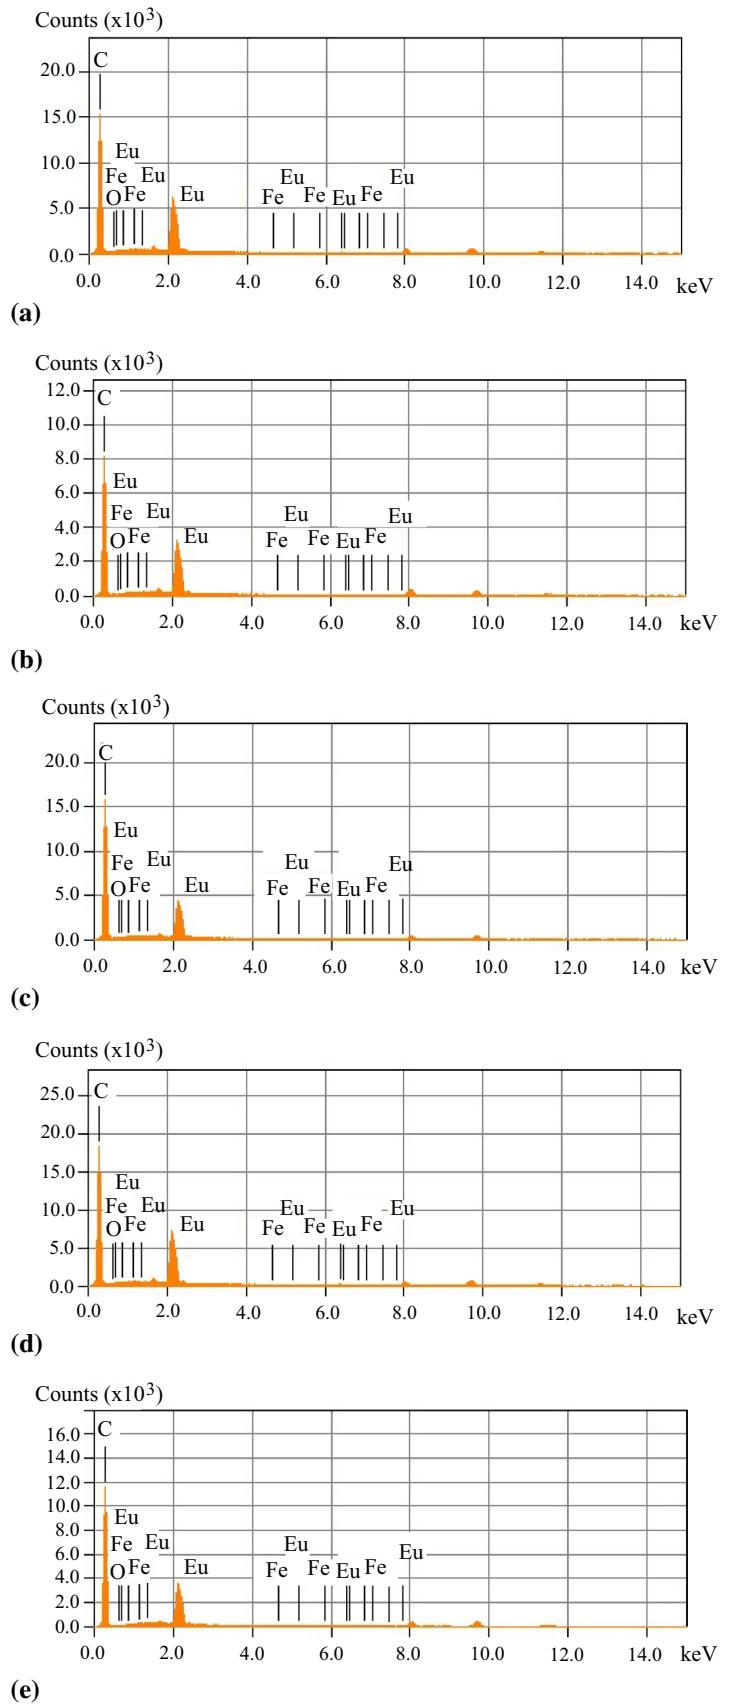 Counts (x10³)
20.0
C
15.0
Eu
10.0
Fe Eu Eu Eu
O Fe Eu Fe Fe Eu Fe
5.0
0.0
0.0 2.0 4.0 6.0 8.0 10.0 12.0 14.0 keV
(a)
Counts (x10³)
12.0
C
10.0
8.0
Eu
6.0
Fe Eu Eu Eu
4.0
O Fe Eu Fe Fe Eu Fe
2.0
0.0
0.0 2.0 4.0 6.0 8.0 10.0 12.0 14.0 keV
(b)
Counts (x10³)
C
20.0
15.0
Eu
10.0
Fe Eu Eu Eu
O Fe Eu Fe Fe Eu Fe
5.0
0.0
0.0 2.0 4.0 6.0 8.0 10.0 12.0 14.0 keV
(c)
Counts (x10³)
25.0 C
20.0
15.0
Eu
10.0
Fe Eu Eu Eu
O Fe Eu Fe Fe Eu Fe
5.0
0.0
0.0 2.0 4.0 6.0 8.0 10.0 12.0 14.0 keV
(d)
Counts (x10³)
16.0 C
14.0
12.0
10.0
Eu
8.0
Fe Eu Eu Eu
6.0
O Fe Eu Fe Fe Eu Fe
4.0
2.0
0.0
0.0 2.0 4.0 6.0 8.0 10.0 12.0 14.0 keV
(e)